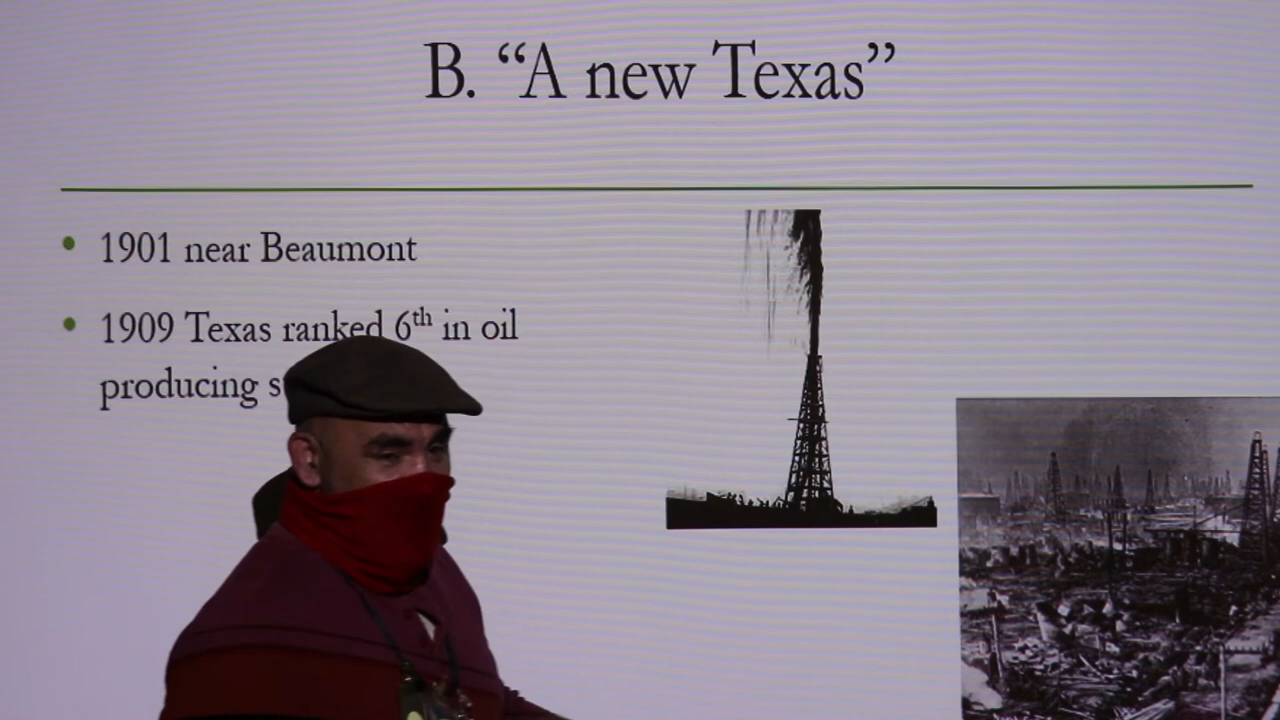 B. “A new Texas”
• 1901 near Beaumont
• 1909 Texas ranked 6th in oil
producing